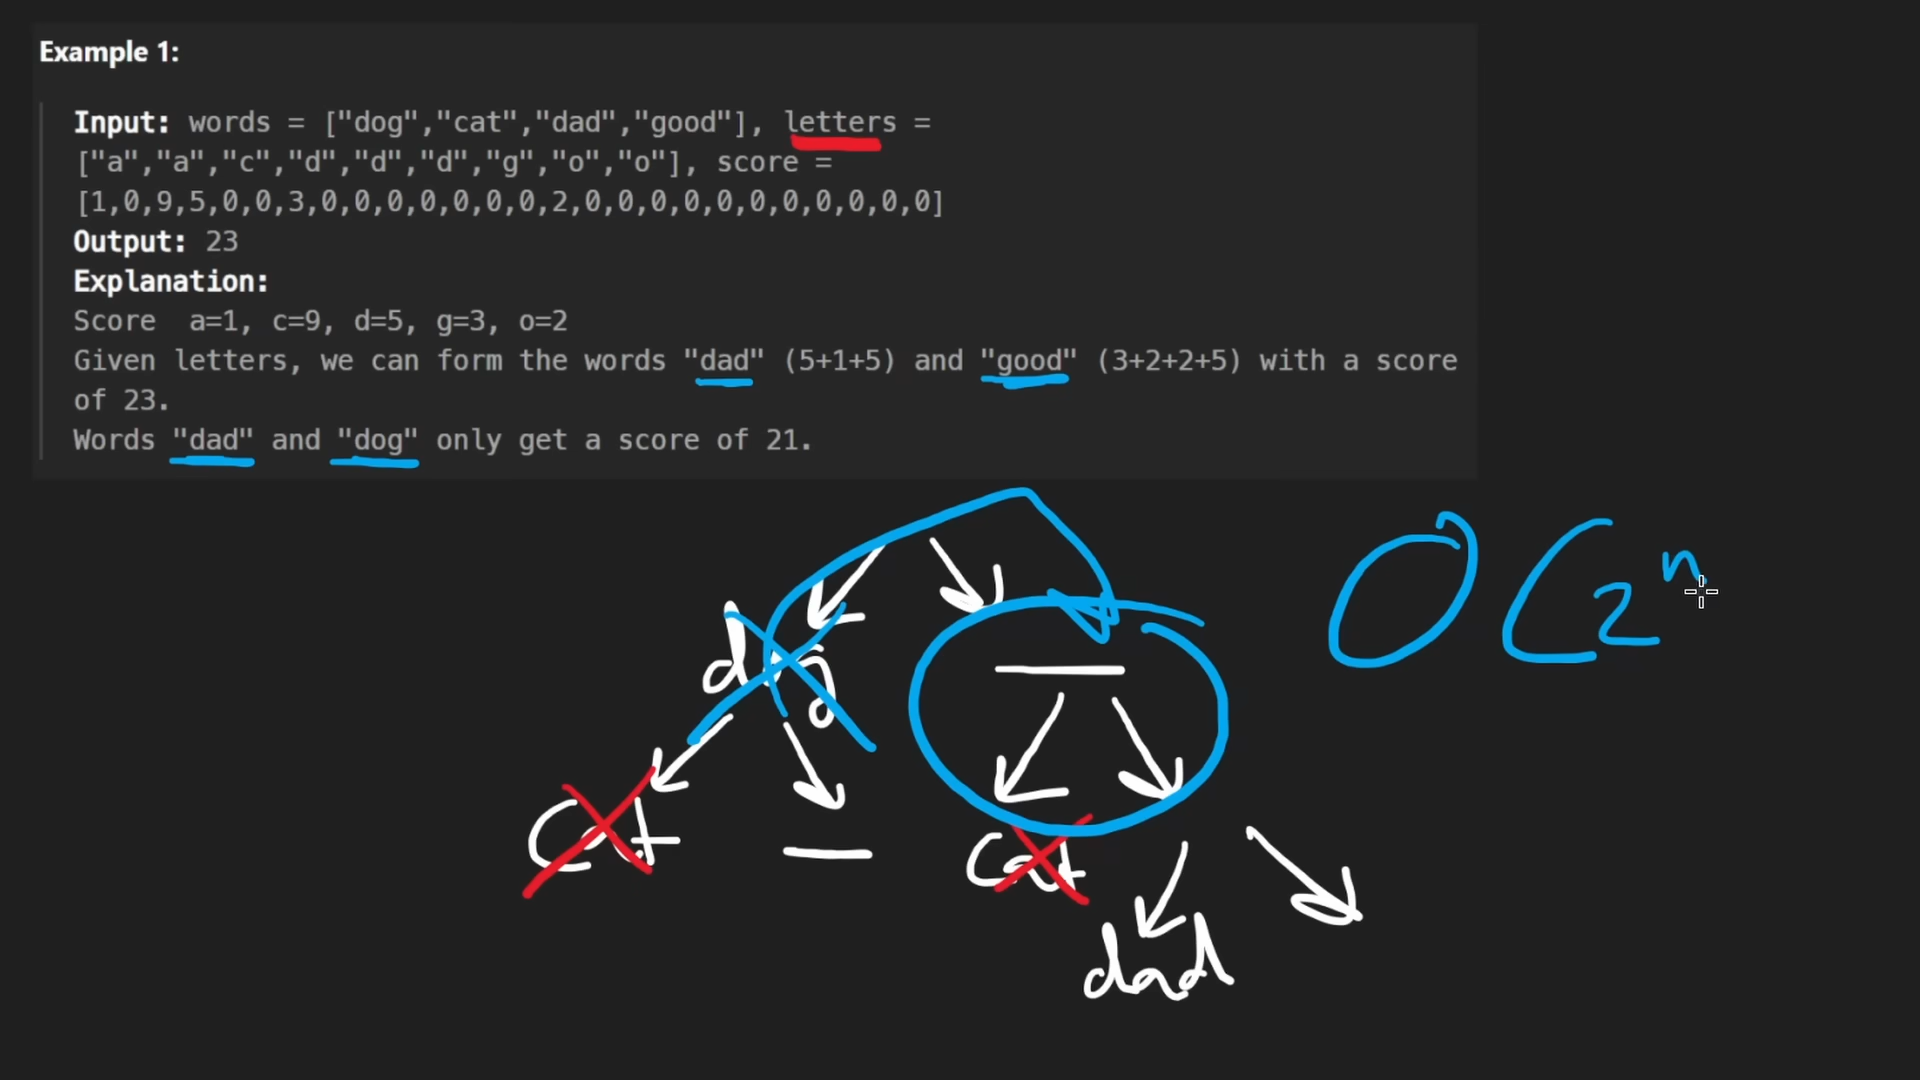 Example 1:
Input: words = ["dog","cat","dad","good"], letters =
["a","a","c","d","d","d","g","o","o"], score =
[1,0,9,5,0,0,3,0,0,0,0,0,0,0,2,0,0,0,0,0,0,0,0,0,0,0]
Output: 23
Explanation:
Score  a=1, c=9, d=5, g=3, o=2
Given letters, we can form the words "dad" (5+1+5) and "good" (3+2+2+5) with a score
of 23.
Words "dad" and "dog" only get a score of 21.
O(2^n
dog
Cat
Cat
dad